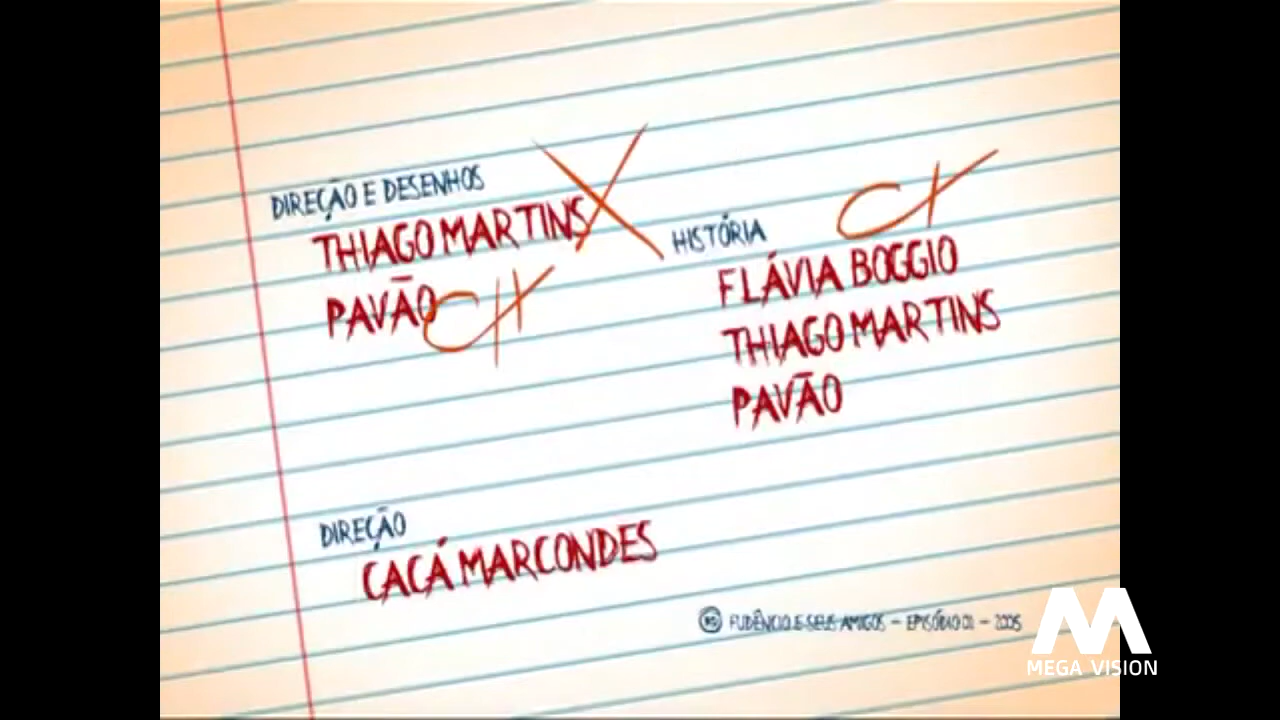 DIREÇÃO E DESENHOS
THIAGO MARTINS
PAVÃO
HISTÓRIA
FLÁVIA BOGGIO
THIAGO MARTINS
PAVÃO
DIREÇÃO
CACÁ MARCONDES
FUDÊNCIO E SEUS AMIGOS - EPISÓDIO 01 - 2005
MEGA VISION